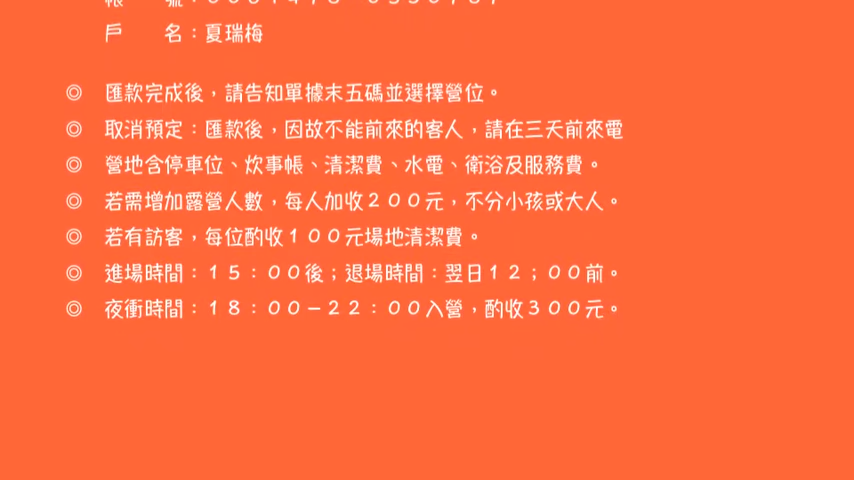 戶　　名：夏瑞梅
◎　匯款完成後，請告知單據末五碼並選擇營位。
◎　取消預定：匯款後，因故不能前來的客人，請在三天前來電
◎　營地含停車位、炊事帳、清潔費、水電、衛浴及服務費。
◎　若需增加露營人數，每人加收２００元，不分小孩或大人。
◎　若有訪客，每位酌收１００元場地清潔費。
◎　進場時間：１５：００後；退場時間：翌日１２；００前。
◎　夜衝時間：１８：００－２２：００入營，酌收３００元。